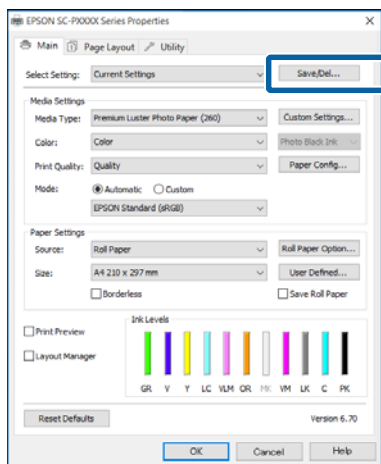 EPSON SC-PXXXX Series Properties
Main Page Layout Utility
Select Setting: Current Settings Save/Del...
Media Settings
Media Type: Premium Luster Photo Paper (260) Custom Settings...
Color: Color Photo Black Ink
Print Quality: Quality Paper Config...
Mode: Automatic Custom
EPSON Standard (sRGB)
Paper Settings
Source: Roll Paper Roll Paper Option...
Size: A4 210 x 297 mm User Defined...
Borderless Save Roll Paper
Ink Levels
Print Preview
Layout Manager
GR V Y LC VLM OR MK VM LK C PK
Reset Defaults Version 6.70
OK Cancel Help